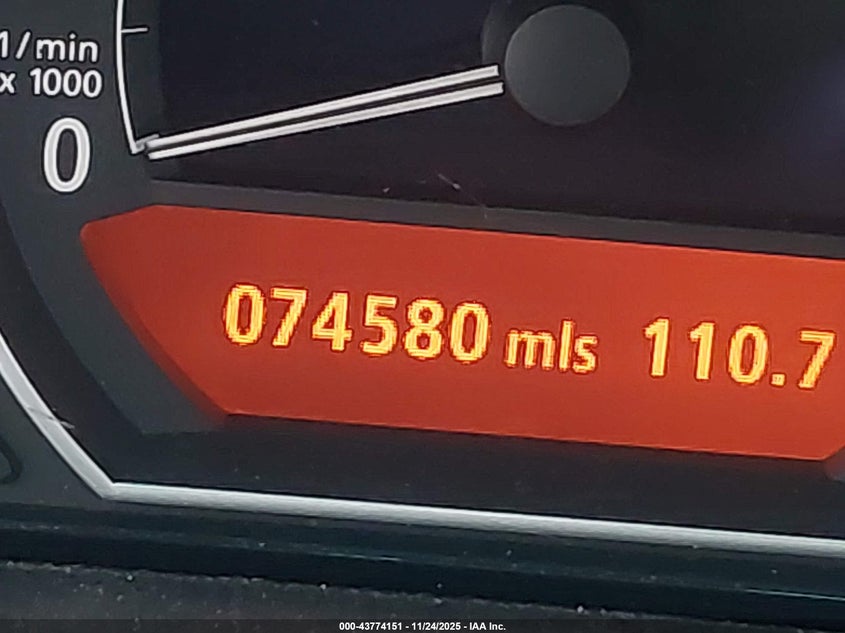 1/min
x 1000
0
074580 mls 110.7
000-43774151 - 11/24/2025 - IAA Inc.